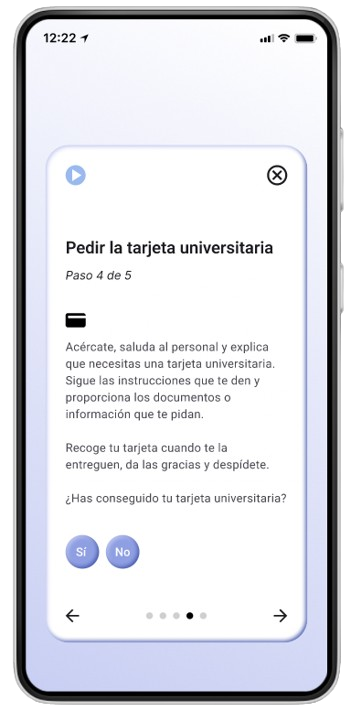 12:22
Pedir la tarjeta universitaria
Paso 4 de 5
Acércate, saluda al personal y explica
que necesitas una tarjeta universitaria.
Sigue las instrucciones que te den y
proporciona los documentos o
información que te pidan.
Recoge tu tarjeta cuando te la
entreguen, da las gracias y despídete.
¿Has conseguido tu tarjeta universitaria?
Sí No